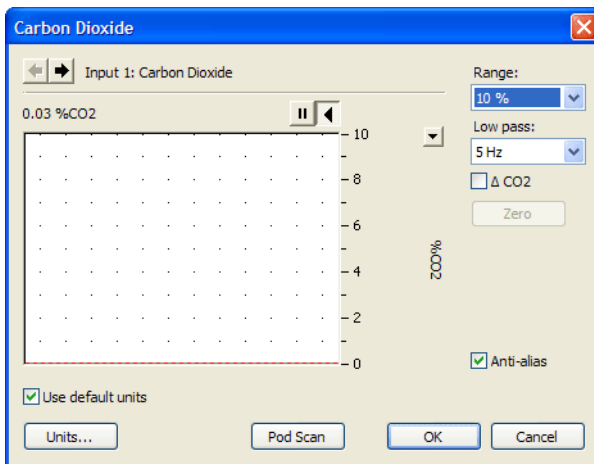 Carbon Dioxide
Input 1: Carbon Dioxide
Range:
10 %
0.03 %CO2
Low pass:
5 Hz
Δ CO2
Zero
10
8
6
4
2
0
%CO2
Anti-alias
Use default units
Units...
Pod Scan
OK
Cancel